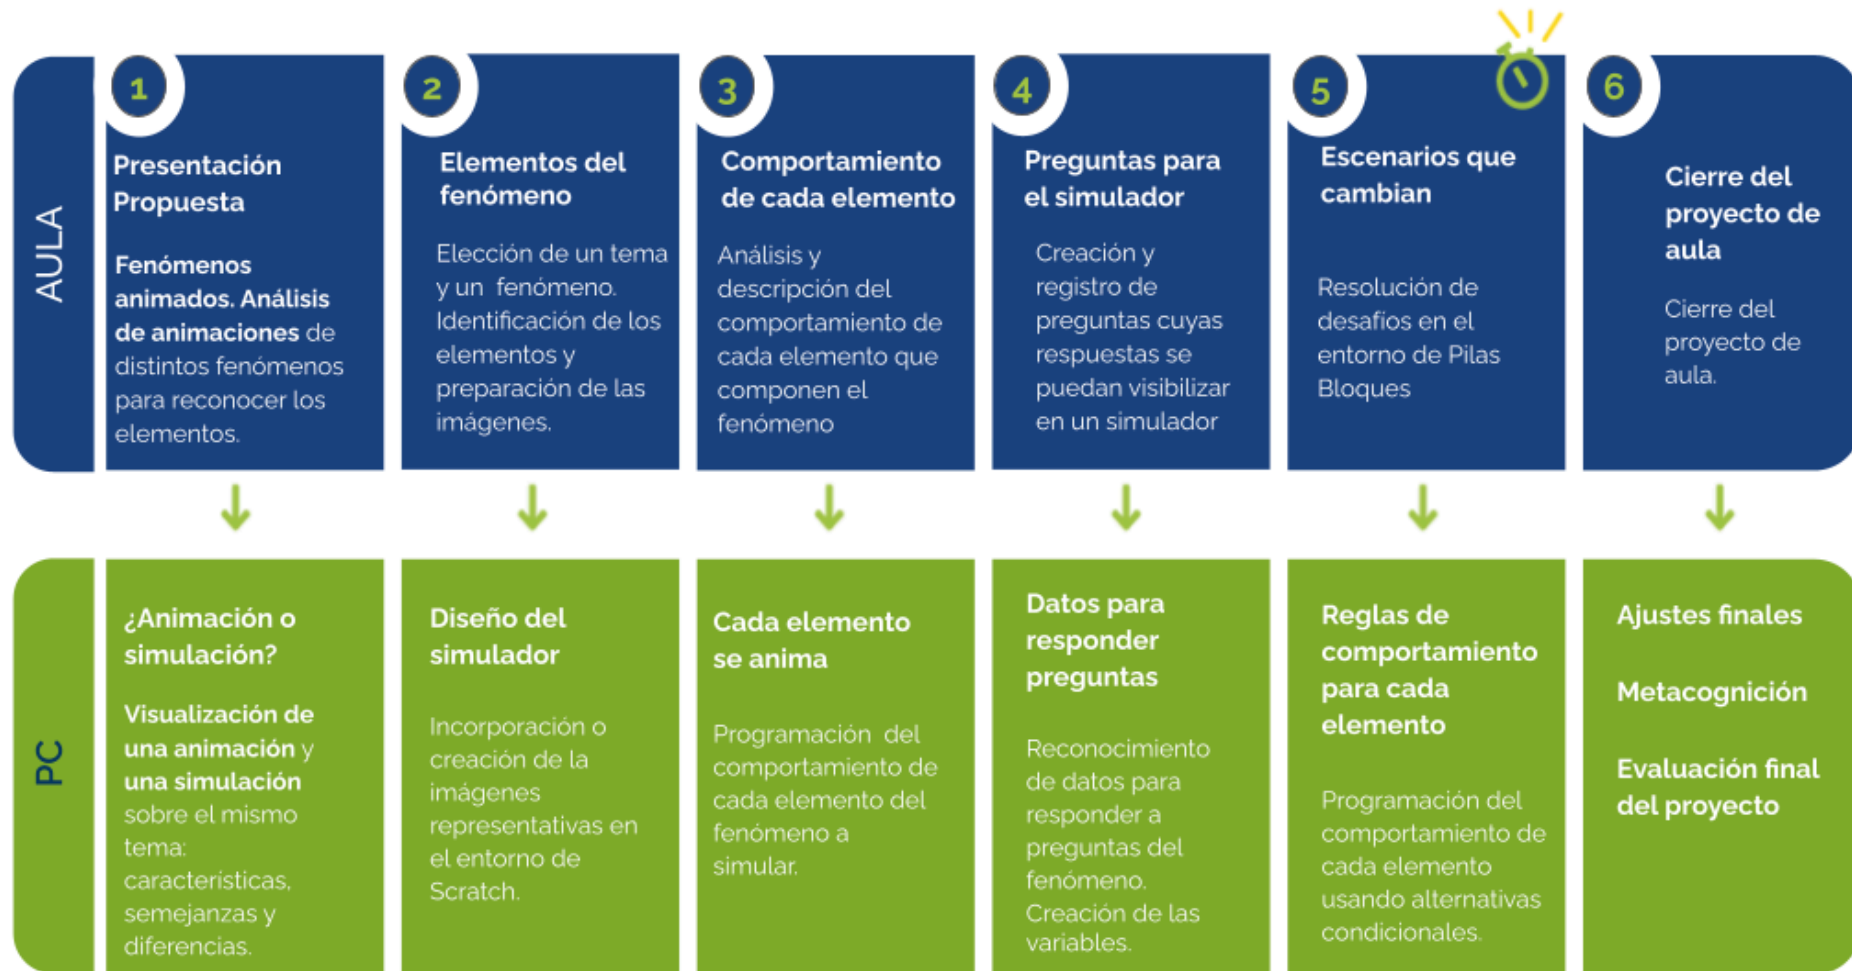 AULA
1
Presentación
Propuesta
Fenómenos
animados. Análisis
de animaciones de
distintos fenómenos
para reconocer los
elementos.
2
Elementos del
fenómeno
Elección de un tema
y un fenómeno.
Identificación de los
elementos y
preparación de las
imágenes.
3
Comportamiento
de cada elemento
Análisis y
descripción del
comportamiento de
cada elemento que
componen el
fenómeno
4
Preguntas para
el simulador
Creación y
registro de
preguntas cuyas
respuestas se
puedan visibilizar
en un simulador
5
Escenarios que
cambian
Resolución de
desafíos en el
entorno de Pilas
Bloques
6
Cierre del
proyecto de
aula
Cierre del
proyecto de
aula.
PC
¿Animación o
simulación?
Visualización de
una animación y
una simulación
sobre el mismo
tema:
características,
semejanzas y
diferencias.
Diseño del
simulador
Incorporación o
creación de la
imágenes
representativas en
el entorno de
Scratch.
Cada elemento
se anima
Programación del
comportamiento de
cada elemento del
fenómeno a
simular.
Datos para
responder
preguntas
Reconocimiento
de datos para
responder a
preguntas del
fenómeno.
Creación de las
variables.
Reglas de
comportamiento
para cada
elemento
Programación del
comportamiento de
cada elemento
usando alternativas
condicionales.
Ajustes finales
Metacognición
Evaluación final
del proyecto